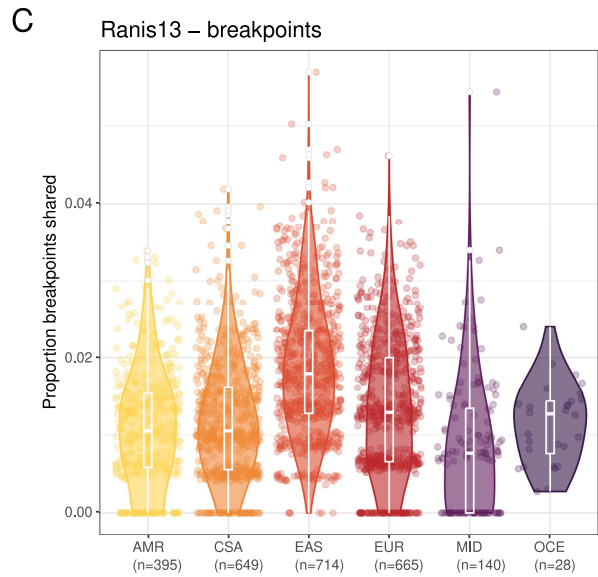 C
Ranis13 – breakpoints
Proportion breakpoints shared
0.04
0.02
0.00
AMR
(n=395)
CSA
(n=649)
EAS
(n=714)
EUR
(n=665)
MID
(n=140)
OCE
(n=28)